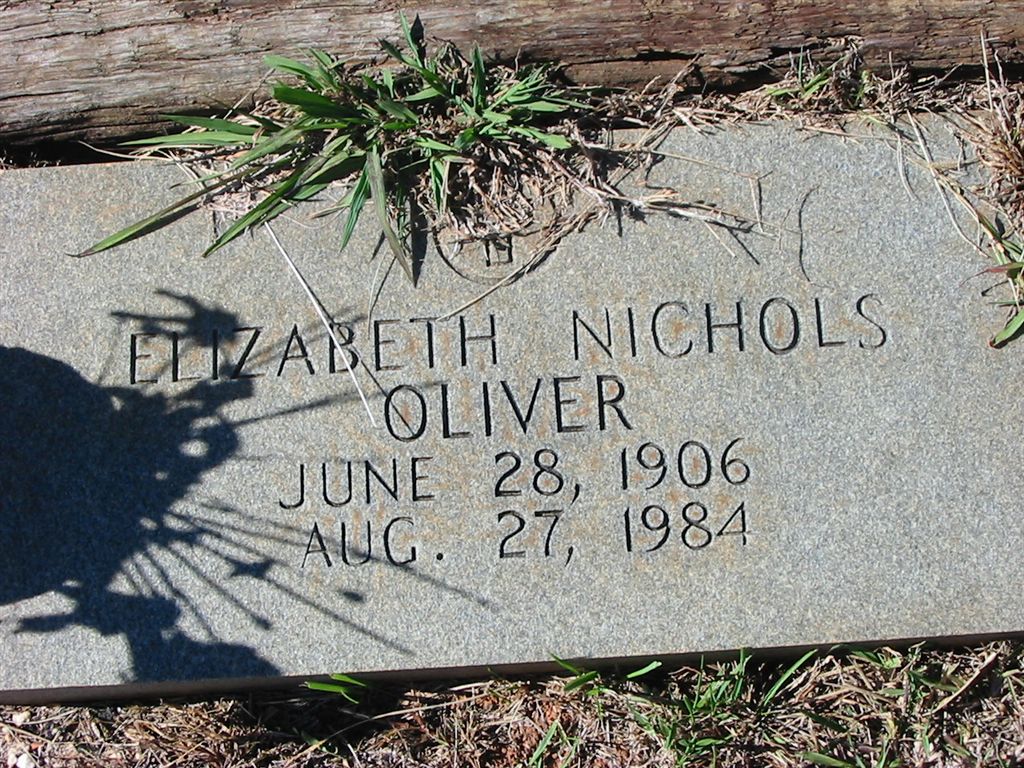 ELIZABETH NICHOLS
OLIVER
JUNE 28, 1906
AUG. 27, 1984